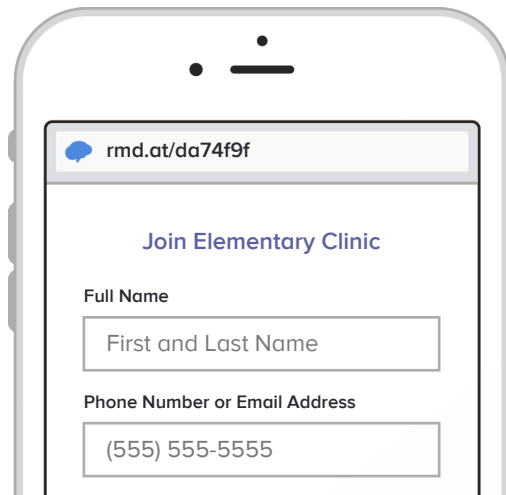 rmd.at/da74f9f
Join Elementary Clinic
Full Name
First and Last Name
Phone Number or Email Address
(555) 555-5555